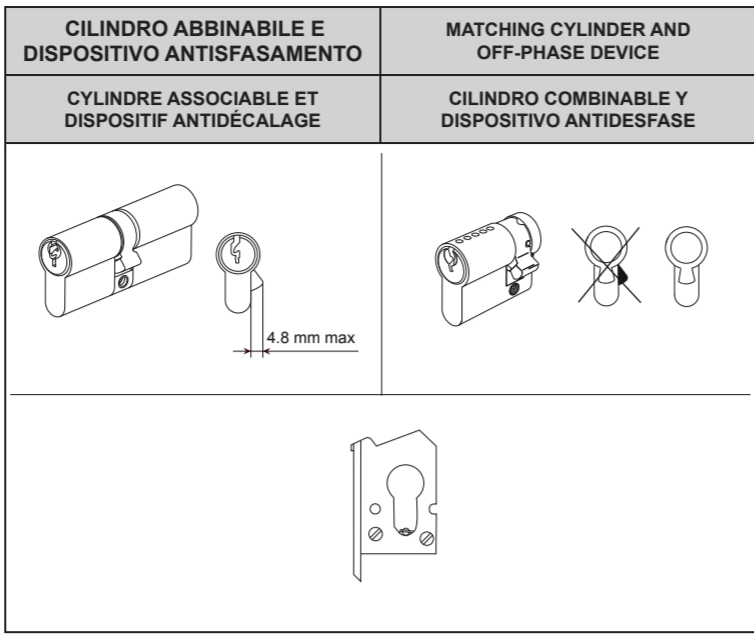 CILINDRO ABBINABILE E
DISPOSITIVO ANTISFASAMENTO
MATCHING CYLINDER AND
OFF-PHASE DEVICE
CYLINDRE ASSOCIABLE ET
DISPOSITIF ANTIDÉCALAGE
CILINDRO COMBINABLE Y
DISPOSITIVO ANTIDESFASE
4.8 mm max